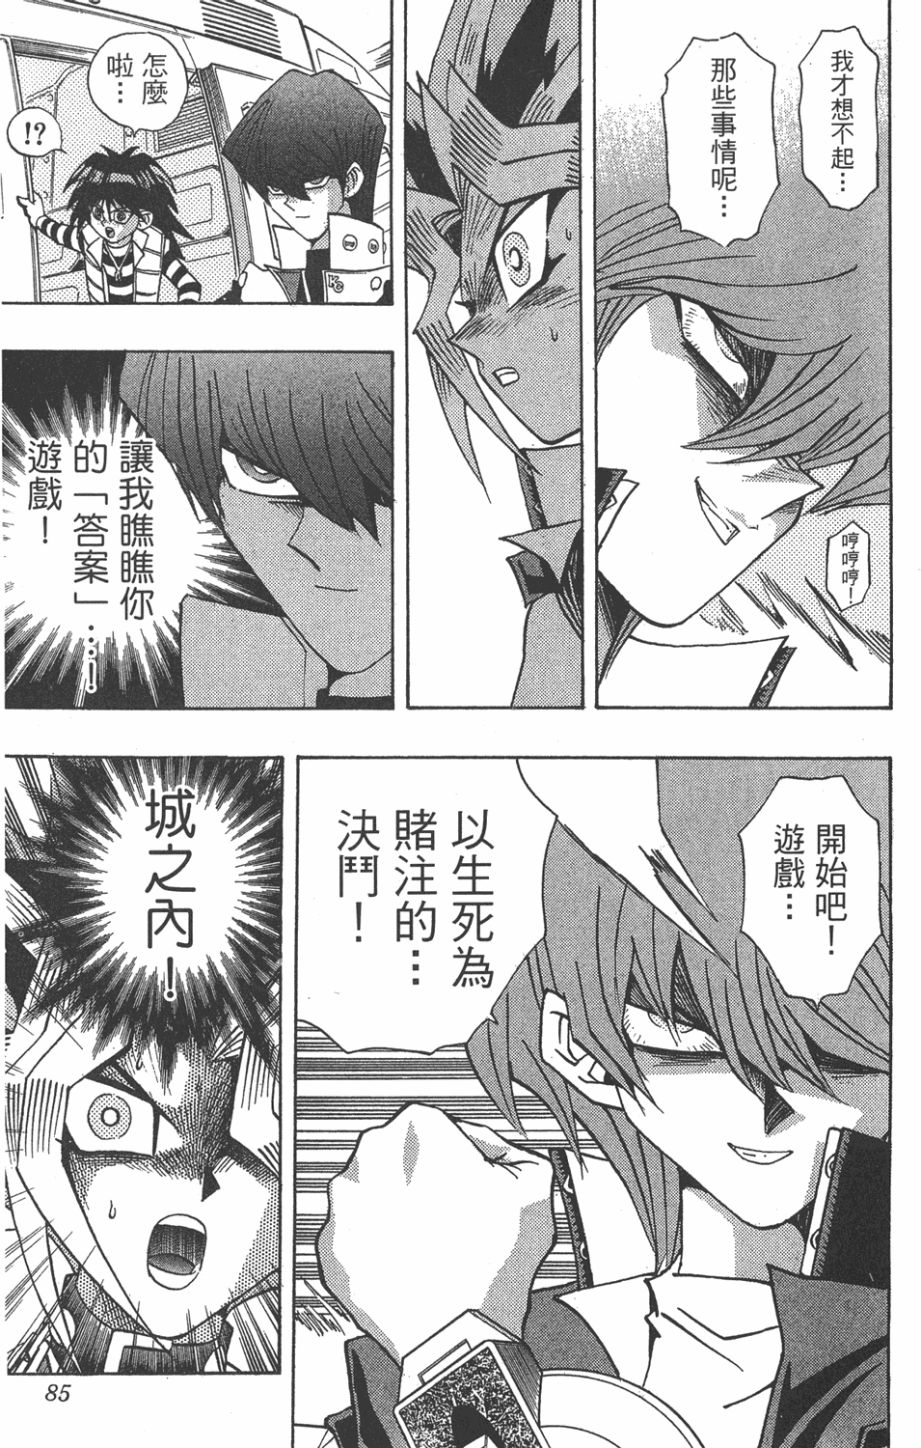 我才想不起…
那些事情呢…
哼哼哼！
怎麼
啦…
!?
KC
讓我瞧瞧你
的「答案」…！
遊戲！
開始吧！
遊戲…
以生死為
賭注的…
決鬥！
城之內！
85